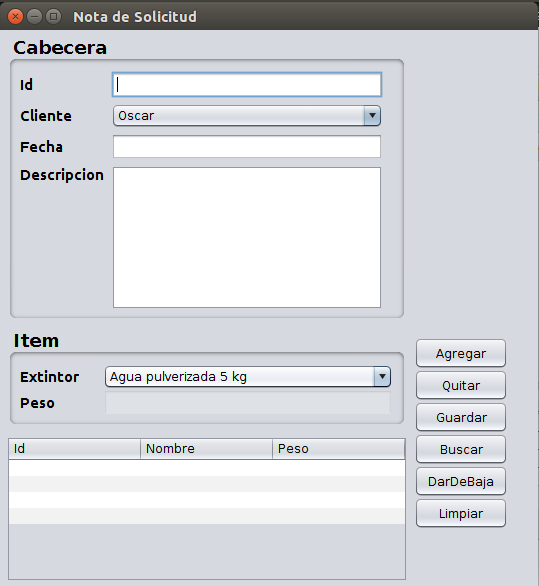 Nota de Solicitud
Cabecera
Id
Cliente Oscar
Fecha
Descripcion
Item
Extintor Agua pulverizada 5 kg
Peso
Id Nombre Peso
Agregar
Quitar
Guardar
Buscar
DarDeBaja
Limpiar